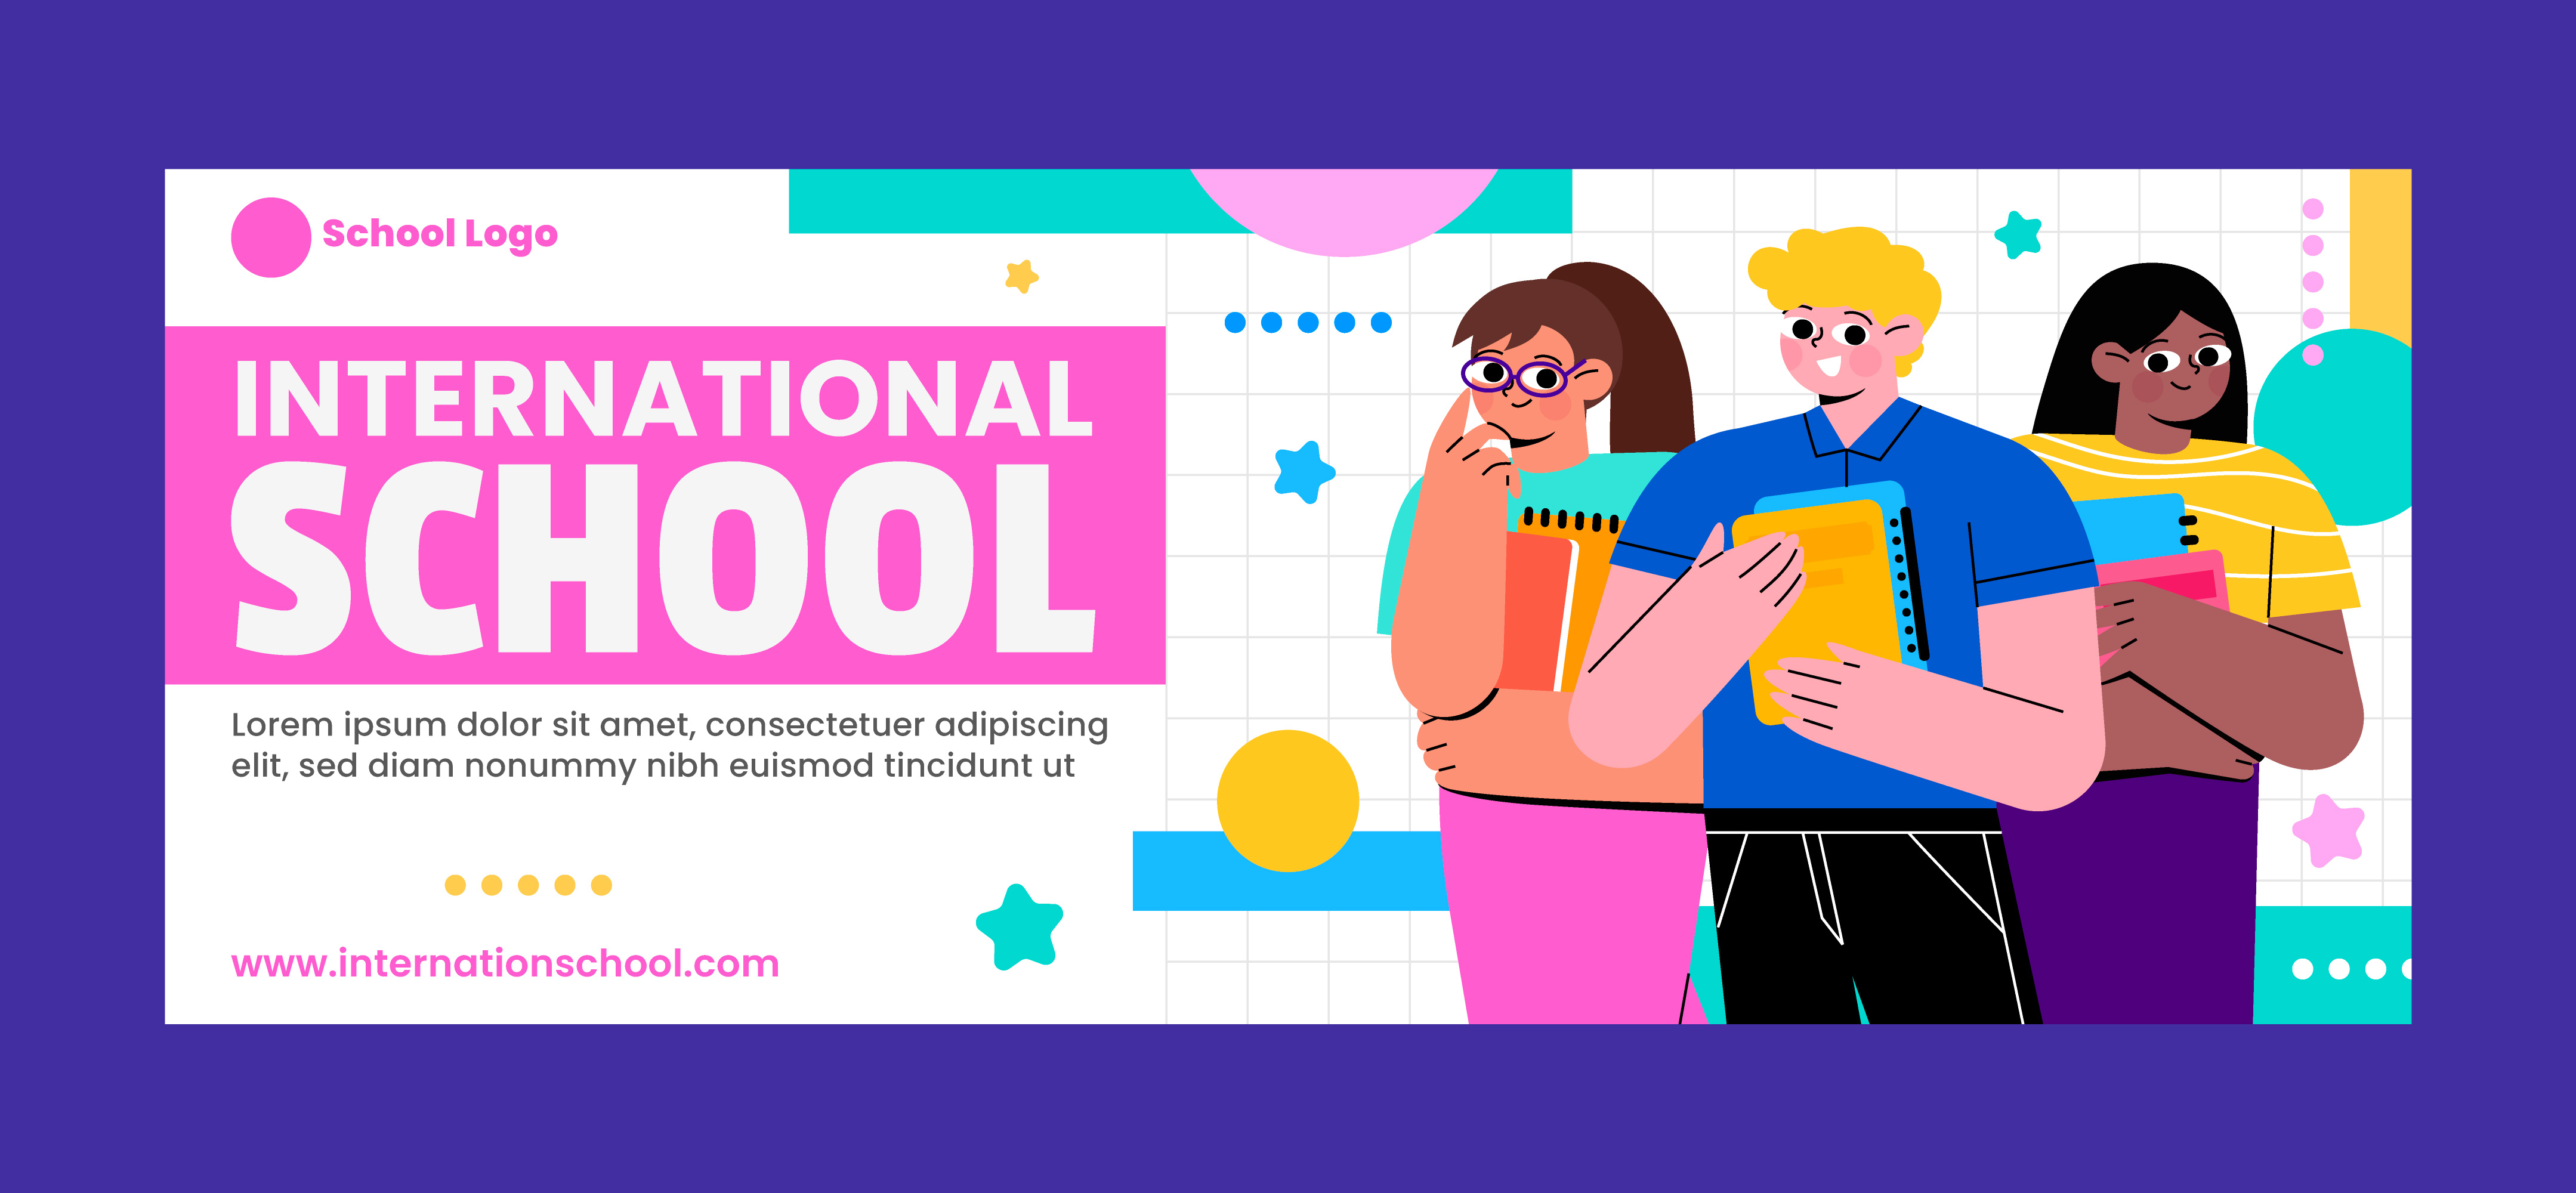 School Logo
INTERNATIONAL
SCHOOL
Lorem ipsum dolor sit amet, consectetuer adipiscing
elit, sed diam nonummy nibh euismod tincidunt ut
www.internationschool.com